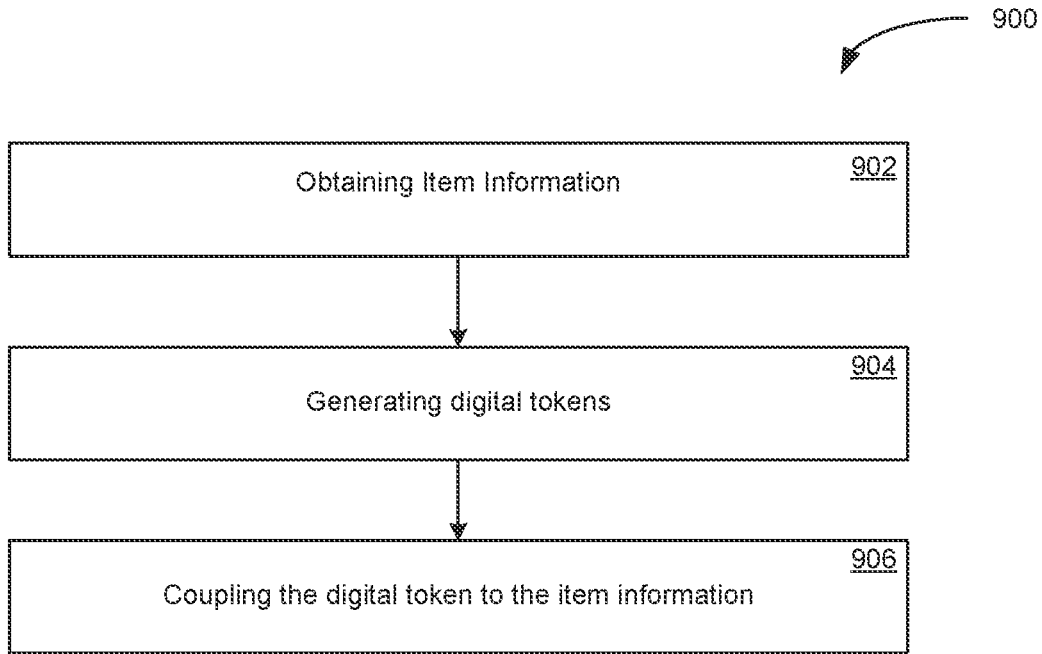 900
902
Obtaining Item Information
904
Generating digital tokens
906
Coupling the digital token to the item information